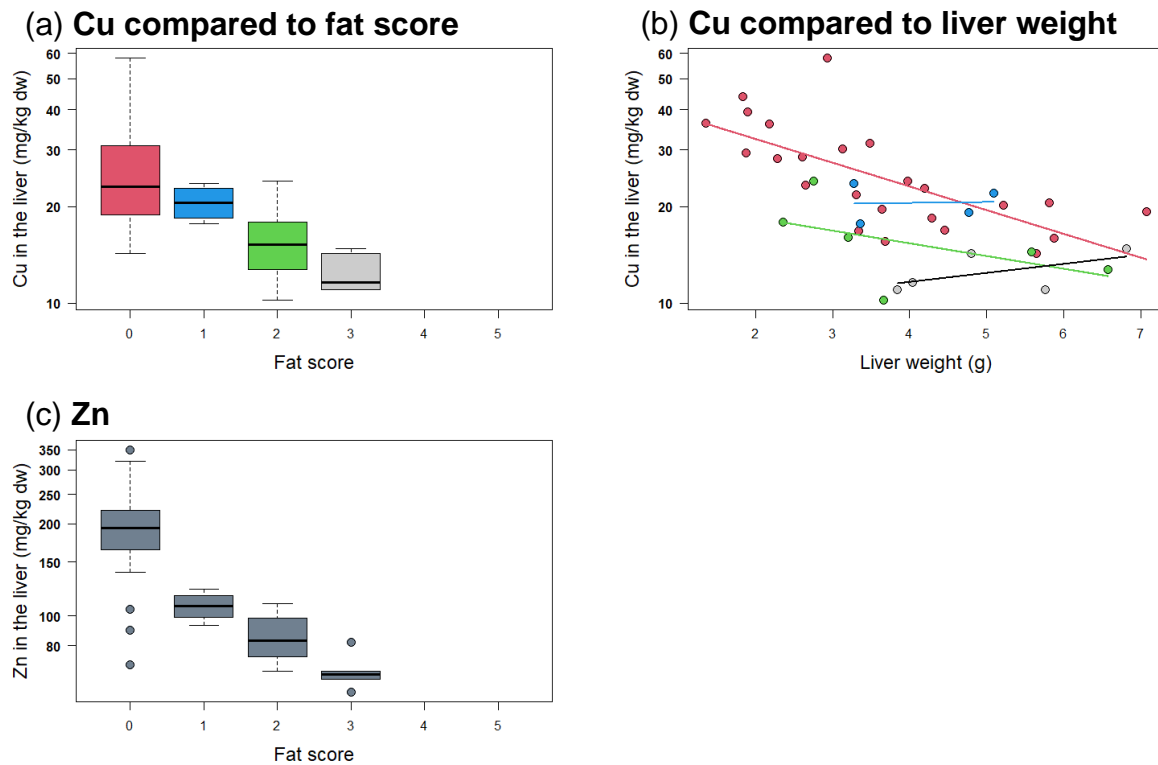 (a) Cu compared to fat score
60
50
40
30
20
10
Cu in the liver (mg/kg dw)
0 1 2 3 4 5
Fat score
(b) Cu compared to liver weight
60
50
40
30
20
10
Cu in the liver (mg/kg dw)
2 3 4 5 6 7
Liver weight (g)
(c) Zn
350
300
250
200
150
100
80
Zn in the liver (mg/kg dw)
0 1 2 3 4 5
Fat score